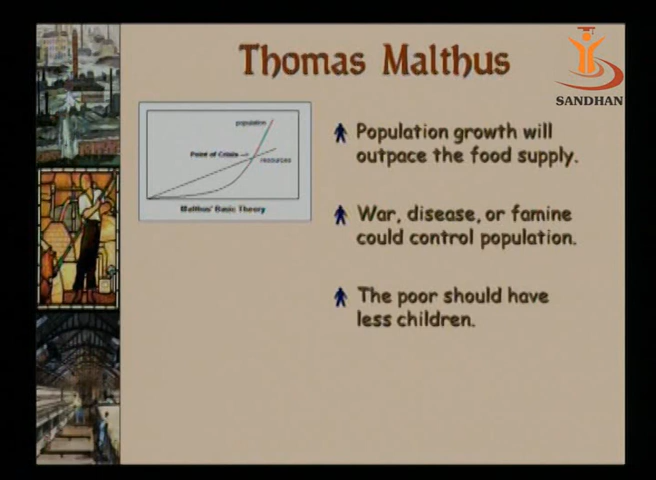 Thomas Malthus
SANDHAN
population
Point of Crisis
resources
Malthus' Basic Theory
Population growth will
outpace the food supply.
War, disease, or famine
could control population.
The poor should have
less children.